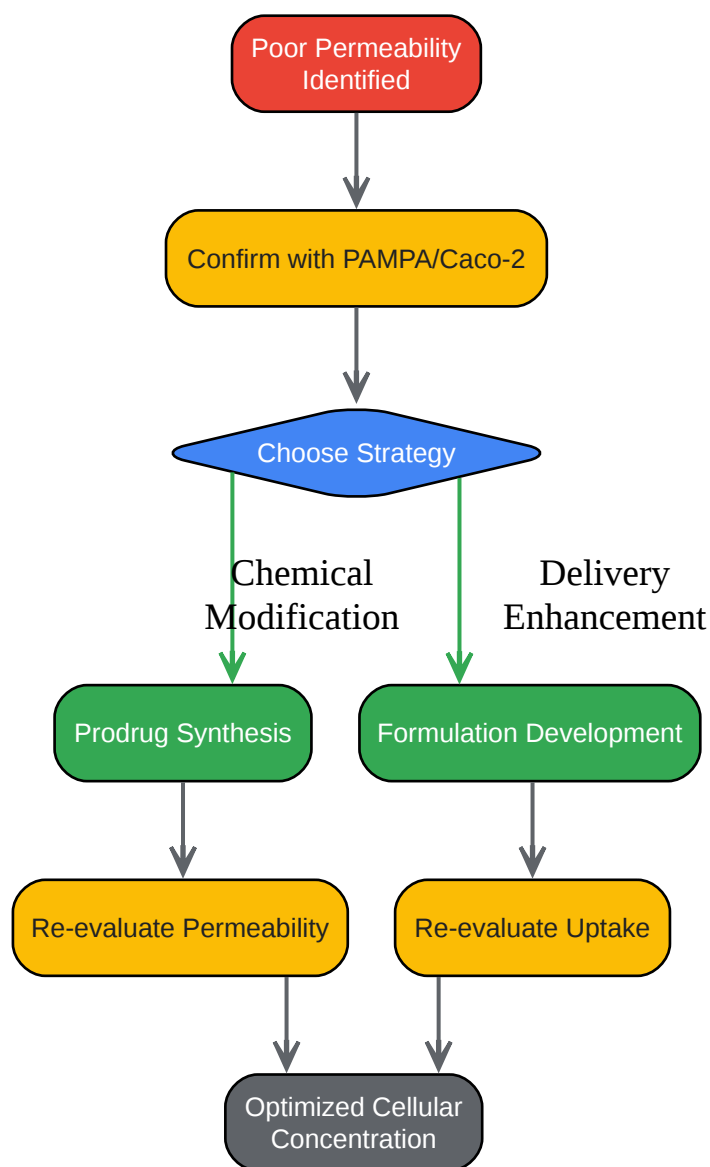 Poor Permeability
Identified
Confirm with PAMPA/Caco-2
Choose Strategy
Chemical
Modification
Delivery
Enhancement
Prodrug Synthesis
Formulation Development
Re-evaluate Permeability
Re-evaluate Uptake
Optimized Cellular
Concentration